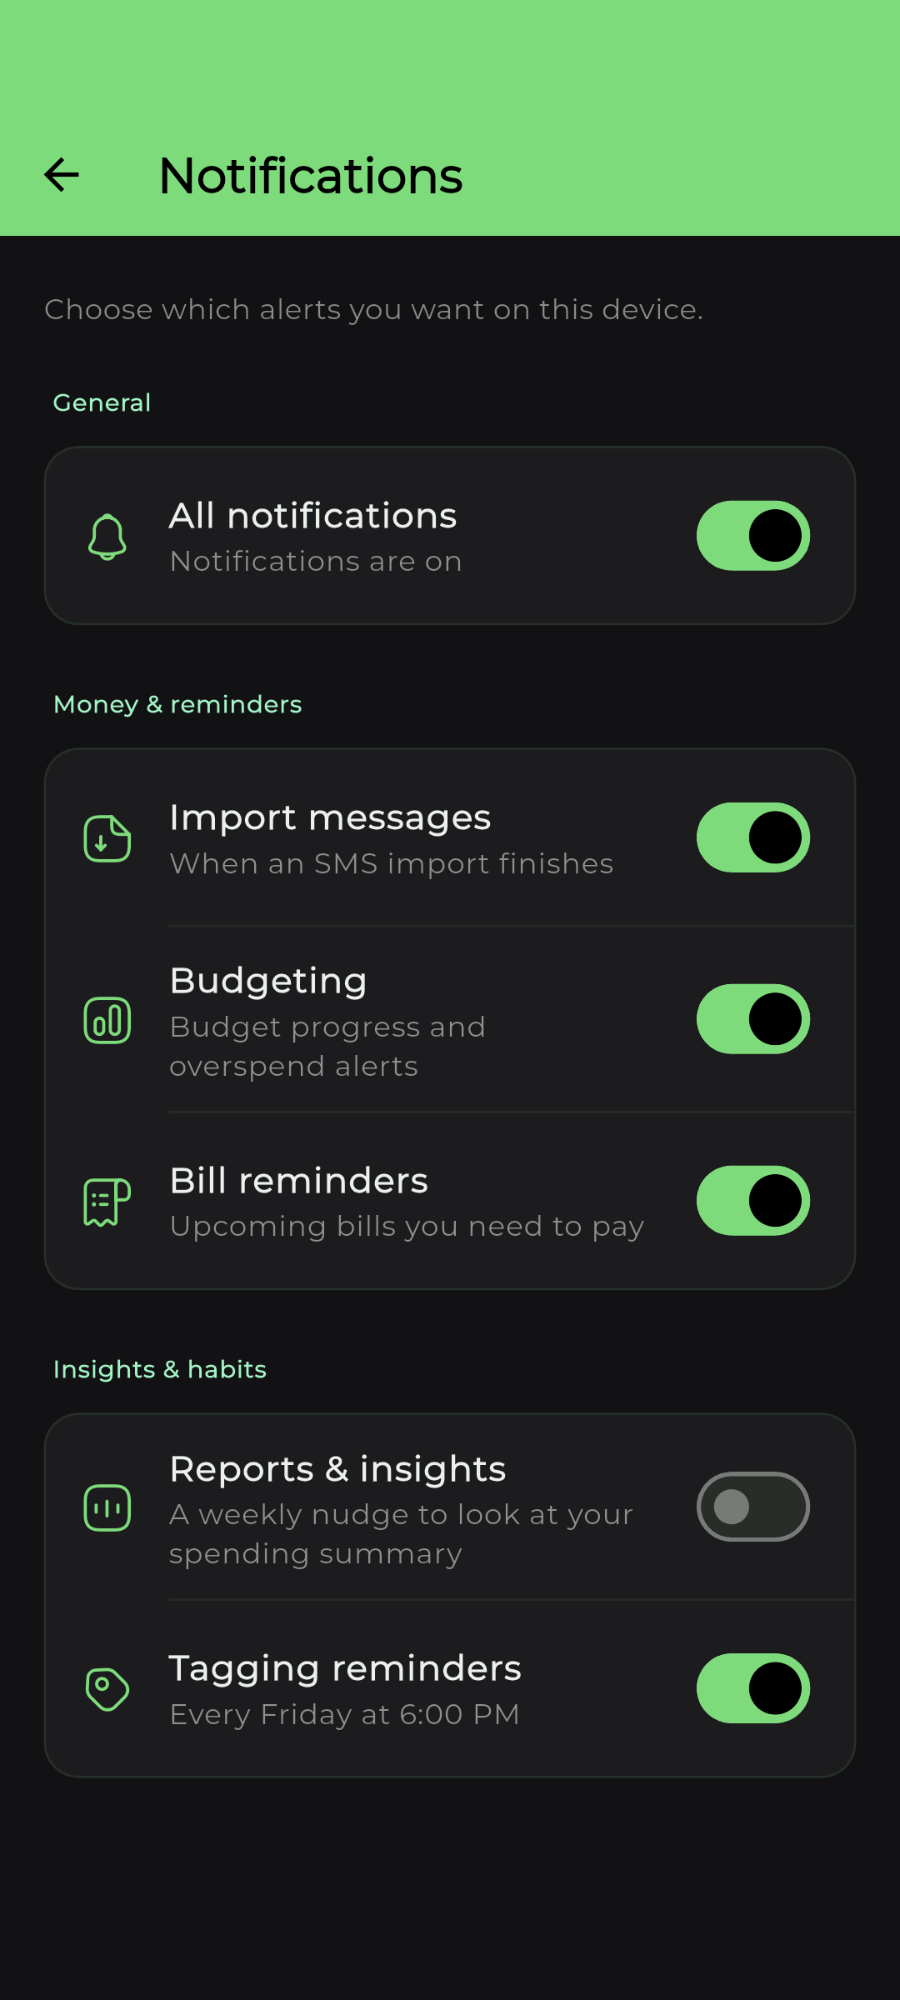 Notifications
Choose which alerts you want on this device.
General
All notifications
Notifications are on
Money & reminders
Import messages
When an SMS import finishes
Budgeting
Budget progress and
overspend alerts
Bill reminders
Upcoming bills you need to pay
Insights & habits
Reports & insights
A weekly nudge to look at your
spending summary
Tagging reminders
Every Friday at 6:00 PM